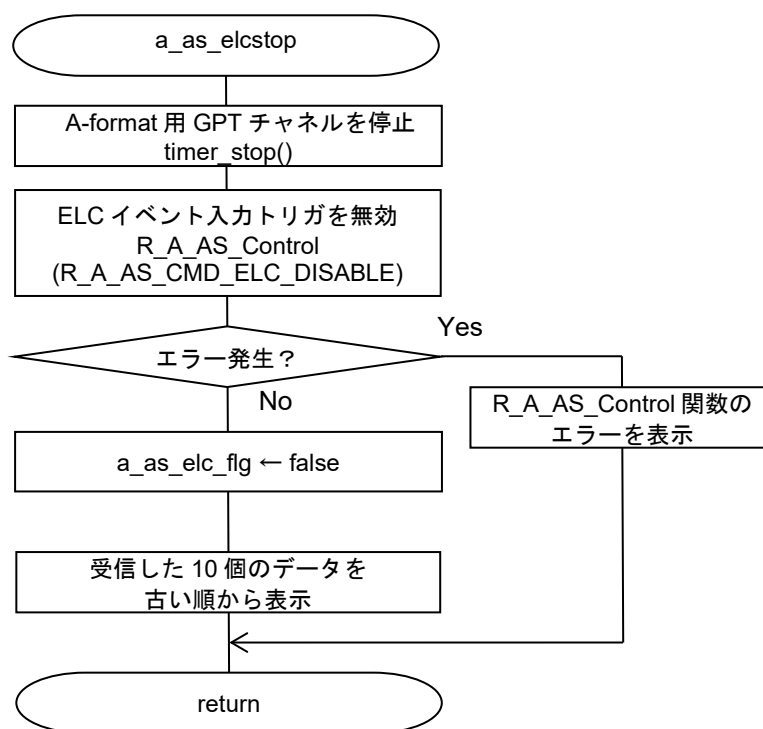 a_as_elcstop
A-format 用 GPT チャネルを停止
timer_stop()
ELC イベント入力トリガを無効
R_A_AS_Control
(R_A_AS_CMD_ELC_DISABLE)
Yes
エラー発生？
No
R_A_AS_Control 関数の
エラーを表示
a_as_elc_flg ← false
受信した 10 個のデータを
古い順から表示
return